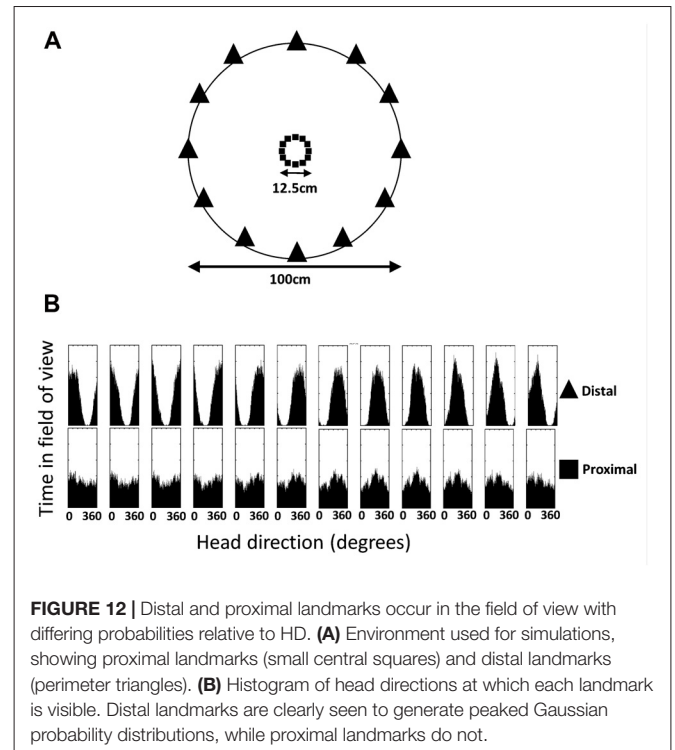 A
12.5cm
100cm
B
Time in field of view
Distal
Proximal
0 360 0 360 0 360 0 360 0 360 0 360 0 360 0 360 0 360 0 360 0 360 0 360
Head direction (degrees)
FIGURE 12 | Distal and proximal landmarks occur in the field of view with
differing probabilities relative to HD. (A) Environment used for simulations,
showing proximal landmarks (small central squares) and distal landmarks
(perimeter triangles). (B) Histogram of head directions at which each landmark
is visible. Distal landmarks are clearly seen to generate peaked Gaussian
probability distributions, while proximal landmarks do not.